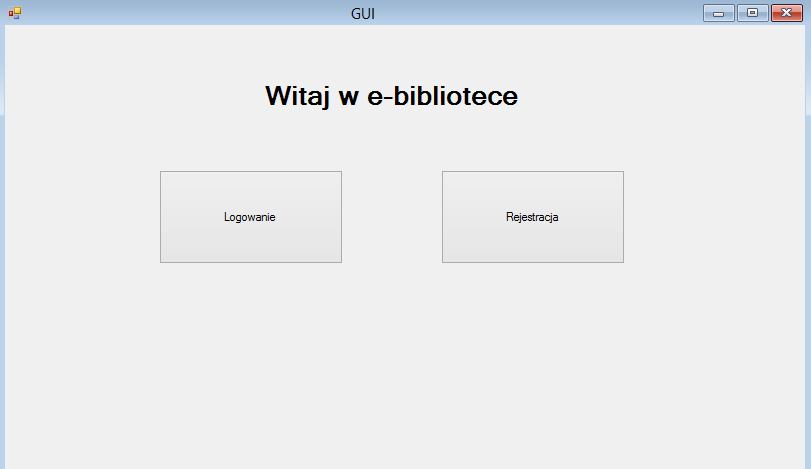 GUI
Witaj w e-bibliotece
Logowanie
Rejestracja